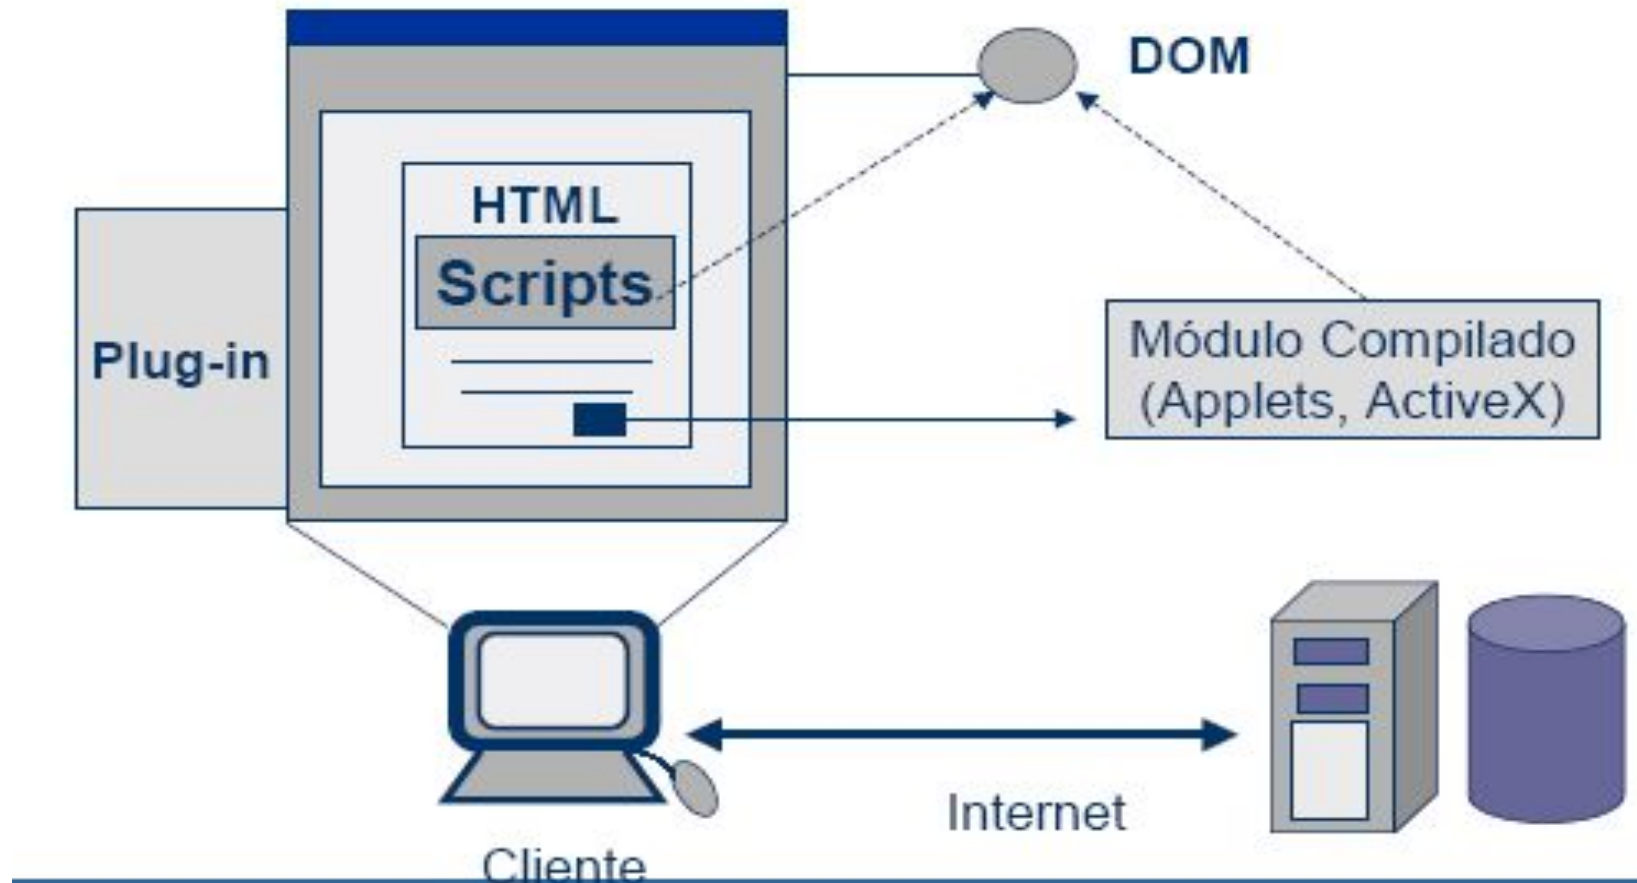 DOM
HTML
Scripts
Plug-in
Módulo Compilado
(Applets, ActiveX)
Internet
Cliente